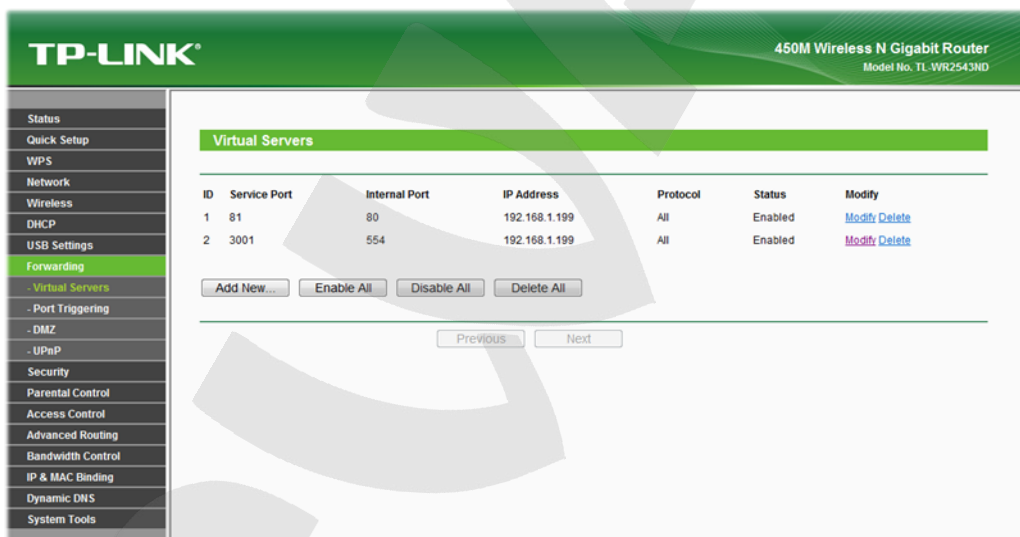 TP-LINK®
450M Wireless N Gigabit Router
Model No. TL-WR2543ND
Status
Quick Setup
WPS
Network
Wireless
DHCP
USB Settings
Forwarding
- Virtual Servers
- Port Triggering
- DMZ
- UPnP
Security
Parental Control
Access Control
Advanced Routing
Bandwidth Control
IP & MAC Binding
Dynamic DNS
System Tools
Virtual Servers
ID Service Port Internal Port IP Address Protocol Status Modify
1 81 80 192.168.1.199 All Enabled Modify Delete
2 3001 554 192.168.1.199 All Enabled Modify Delete
Add New... Enable All Disable All Delete All
Previous Next